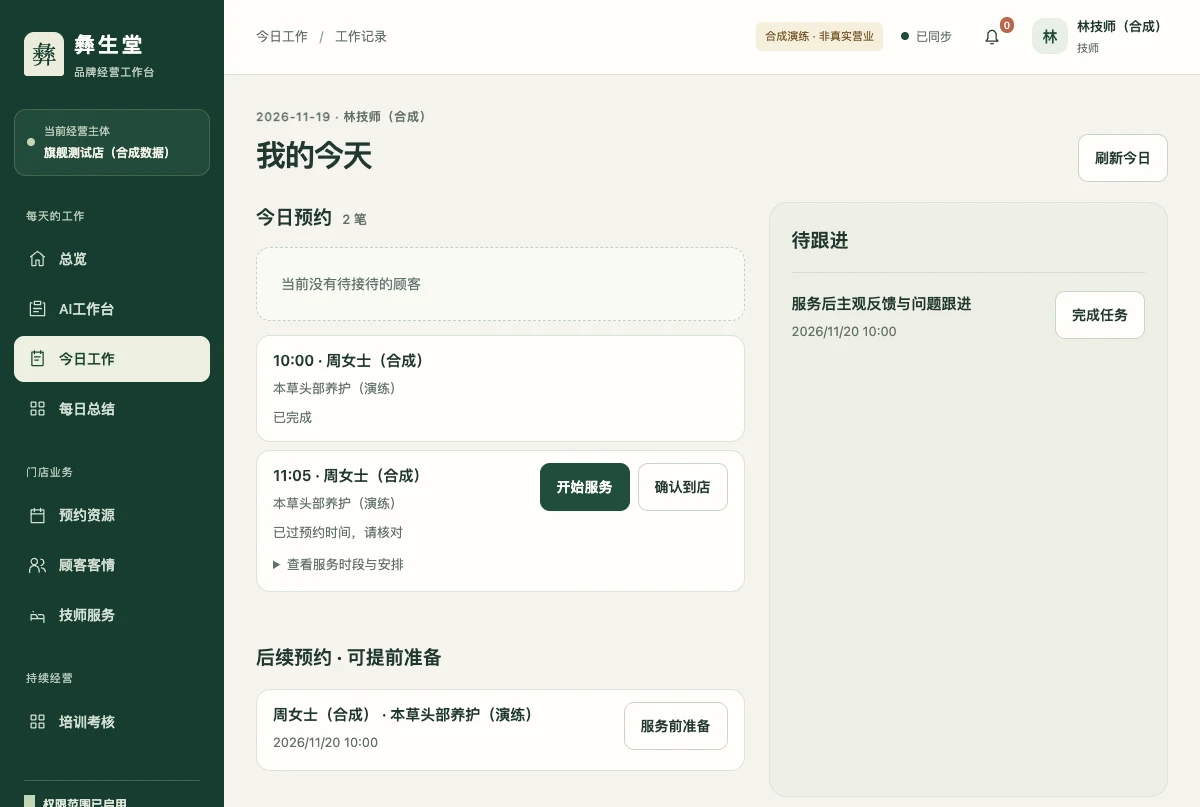 彝
彝生堂
品牌经营工作台
当前经营主体
旗舰测试店（合成数据）
每天的工作
总览
AI工作台
今日工作
每日总结
门店业务
预约资源
顾客客情
技师服务
持续经营
培训考核
权限范围已启用
今日工作 / 工作记录
合成演练 · 非真实营业
已同步
0
林
林技师（合成）
技师
2026-11-19 · 林技师（合成）
我的今天
刷新今日
今日预约 2 笔
当前没有待接待的顾客
10:00 · 周女士（合成）
本草头部养护（演练）
已完成
11:05 · 周女士（合成）
本草头部养护（演练）
已过预约时间，请核对
查看服务时段与安排
开始服务
确认到店
后续预约 · 可提前准备
周女士（合成） · 本草头部养护（演练）
2026/11/20 10:00
服务前准备
待跟进
服务后主观反馈与问题跟进
2026/11/20 10:00
完成任务